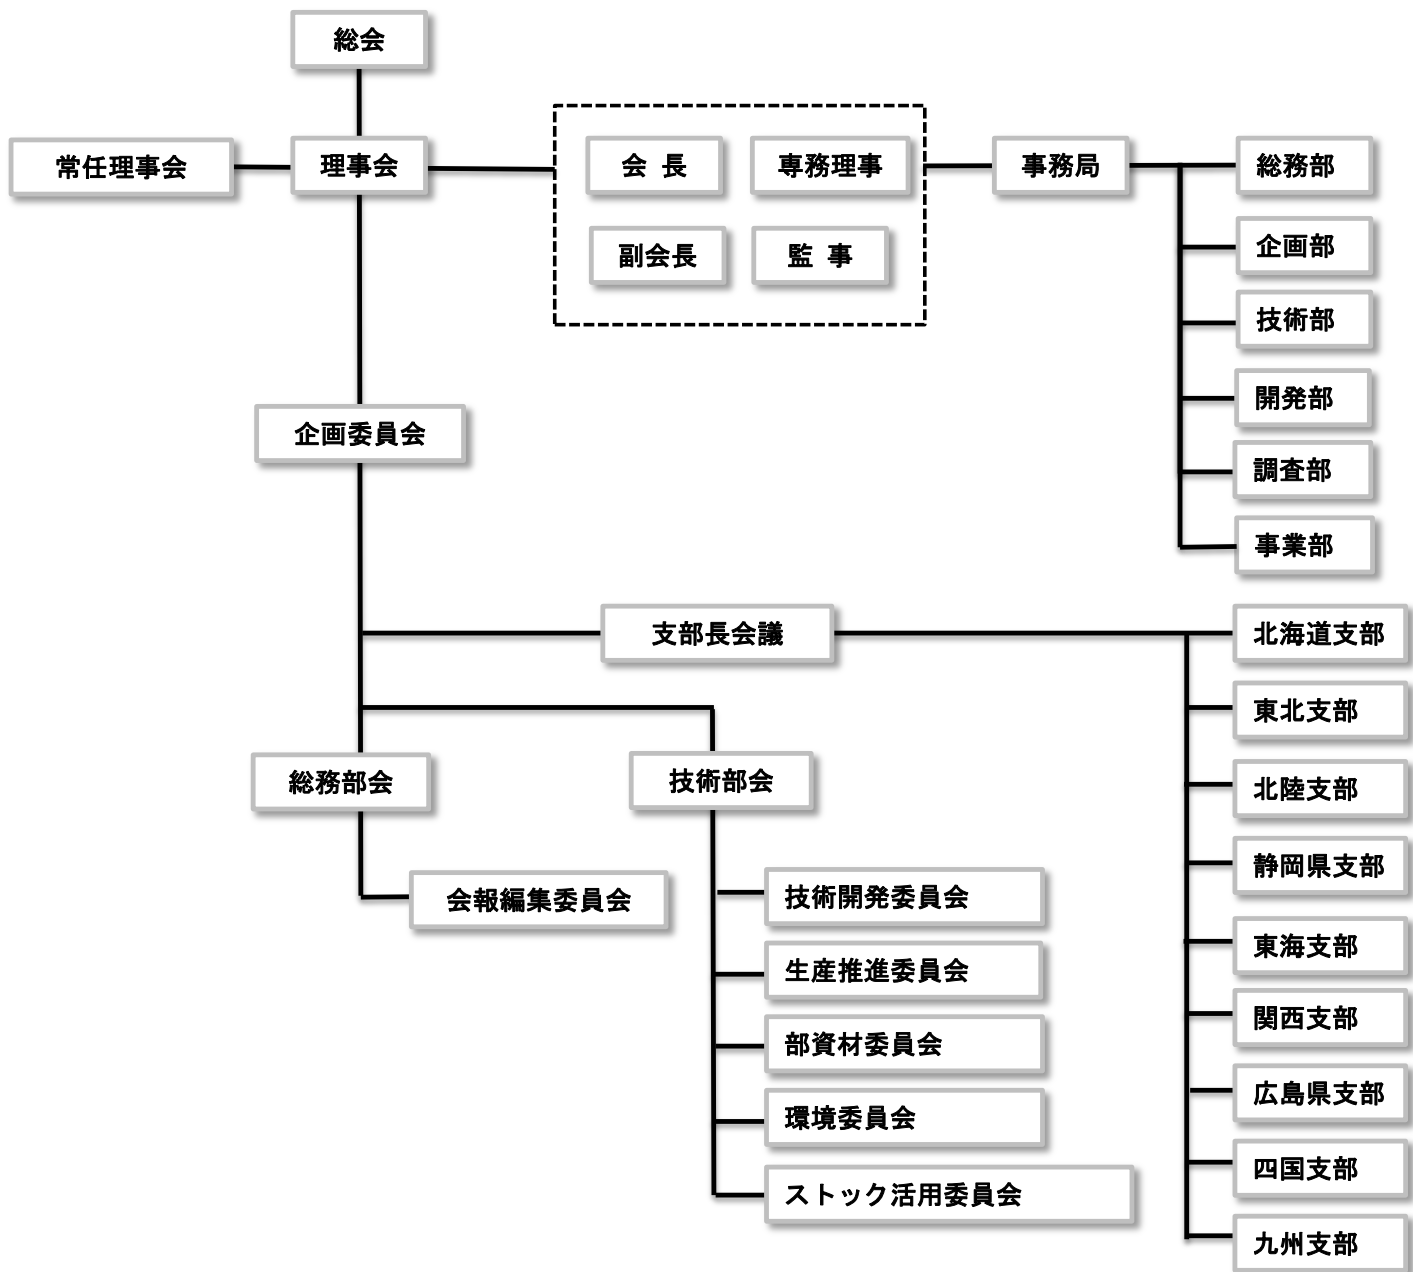 総会
常任理事会
理事会
会 長
専務理事
副会長
監 事
事務局
総務部
企画部
技術部
開発部
調査部
事業部
企画委員会
支部長会議
北海道支部
東北支部
北陸支部
静岡県支部
東海支部
関西支部
広島県支部
四国支部
九州支部
総務部会
会報編集委員会
技術部会
技術開発委員会
生産推進委員会
部資材委員会
環境委員会
ストック活用委員会